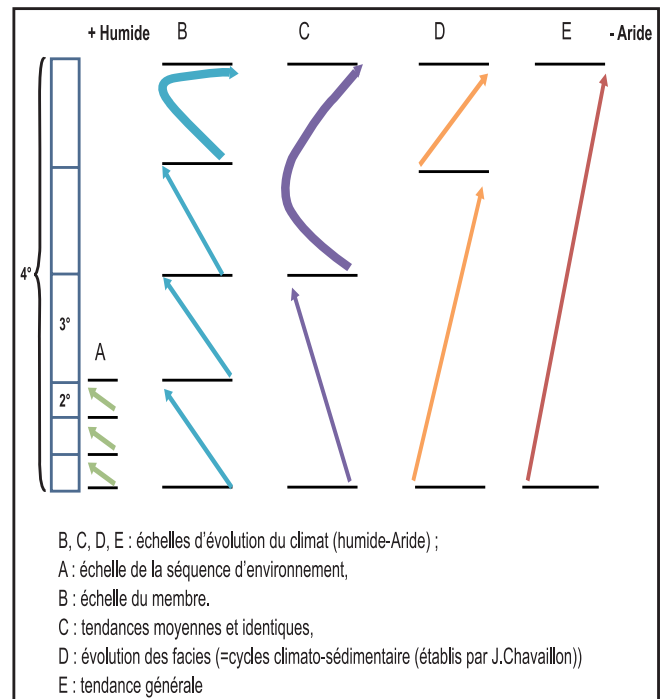 + Humide B C D E - Aride
4°
3°
A
2°
B, C, D, E : échelles d'évolution du climat (humide-Aride) ;
A : échelle de la séquence d'environnement,
B : échelle du membre.
C : tendances moyennes et identiques,
D : évolution des facies (=cycles climato-sédimentaire (établis par J.Chavaillon))
E : tendance générale